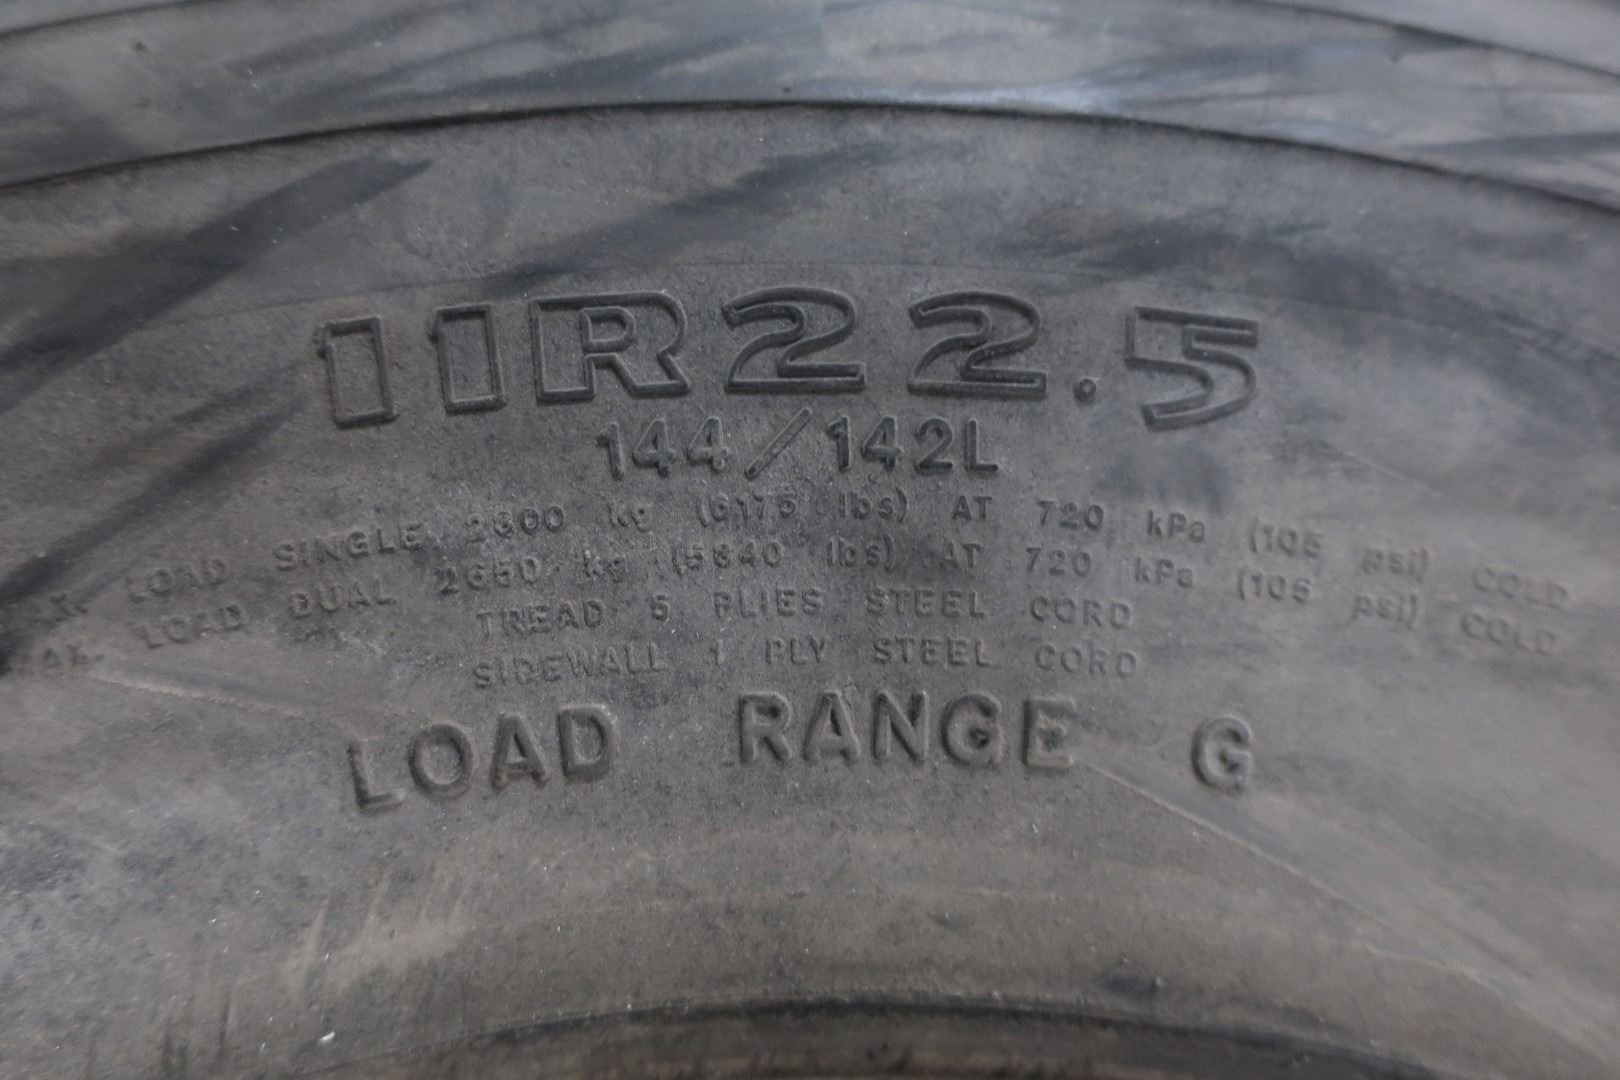 11R22.5
144/142L
MAX. LOAD SINGLE 2800 kg (6175 lbs) AT 720 kPa (105 psi) COLD
MAX. LOAD DUAL 2650 kg (5840 lbs) AT 720 kPa (105 psi) COLD
TREAD 5 PLIES STEEL CORD
SIDEWALL 1 PLY STEEL CORD
LOAD RANGE G